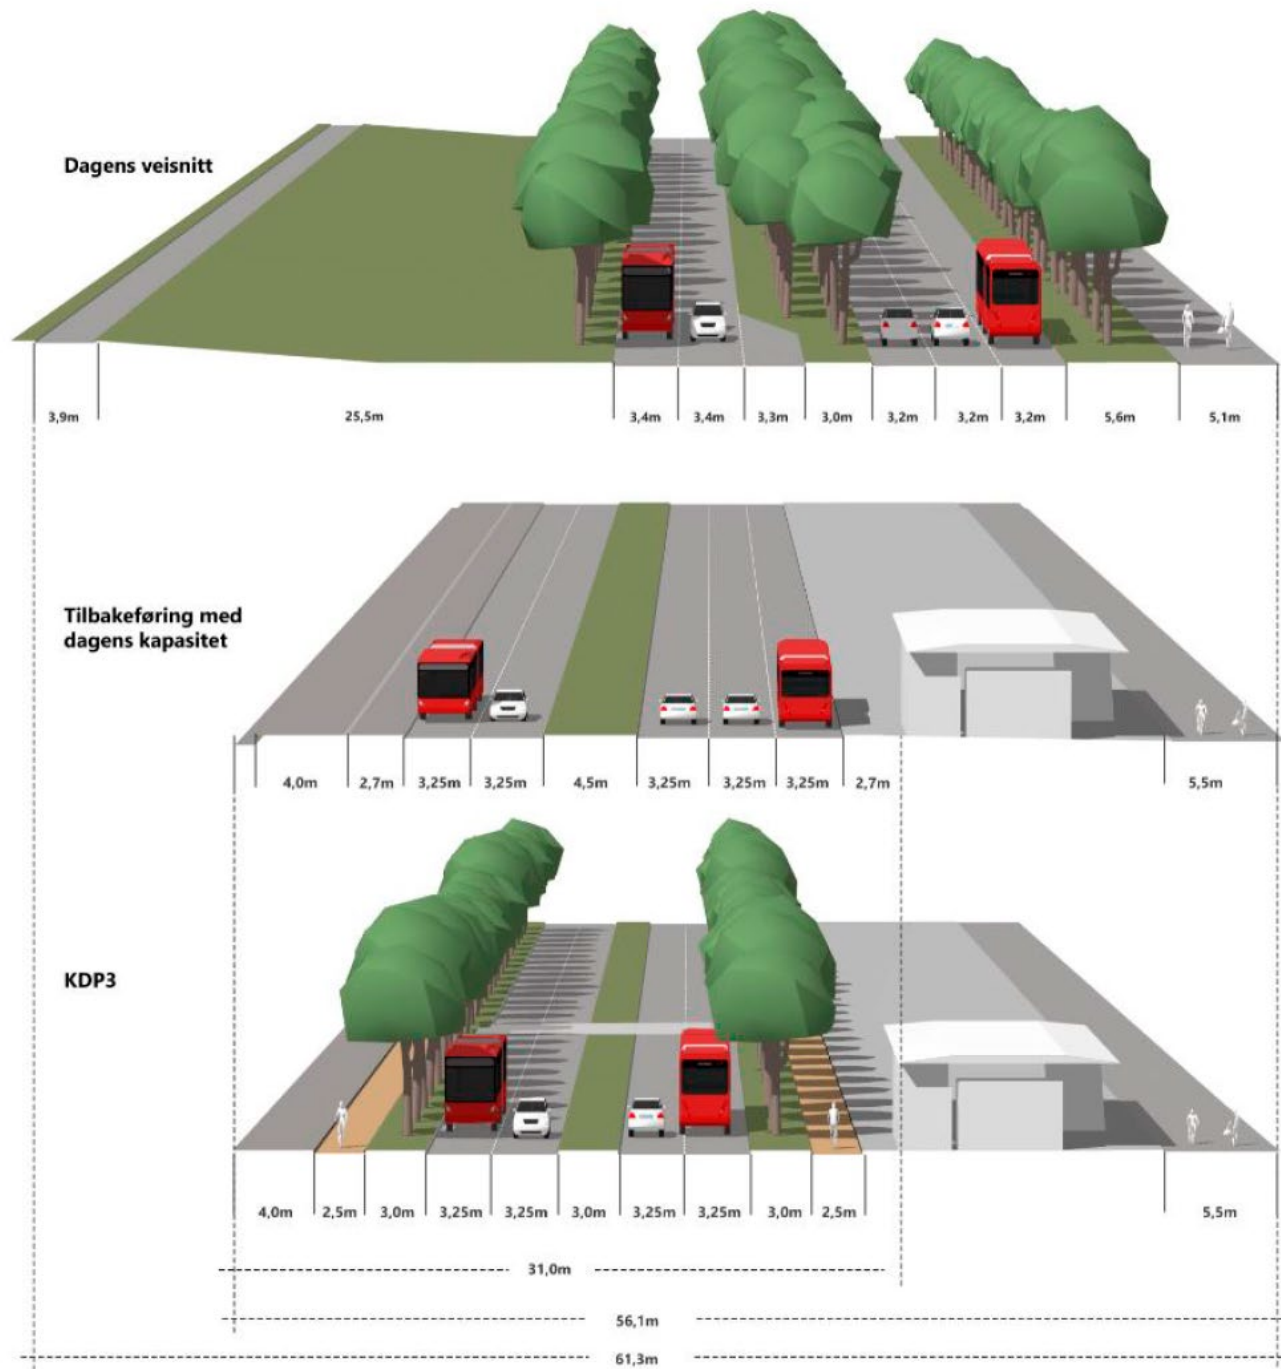 Dagens veisnitt
3,9m 25,5m 3,4m 3,4m 3,3m 3,0m 3,2m 3,2m 3,2m 5,6m 5,1m
Tilbakeføring med
dagens kapasitet
4,0m 2,7m 3,25m 3,25m 4,5m 3,25m 3,25m 3,25m 2,7m 5,5m
KDP3
4,0m 2,5m 3,0m 3,25m 3,25m 3,0m 3,25m 3,25m 3,0m 2,5m 5,5m
31,0m
56,1m
61,3m